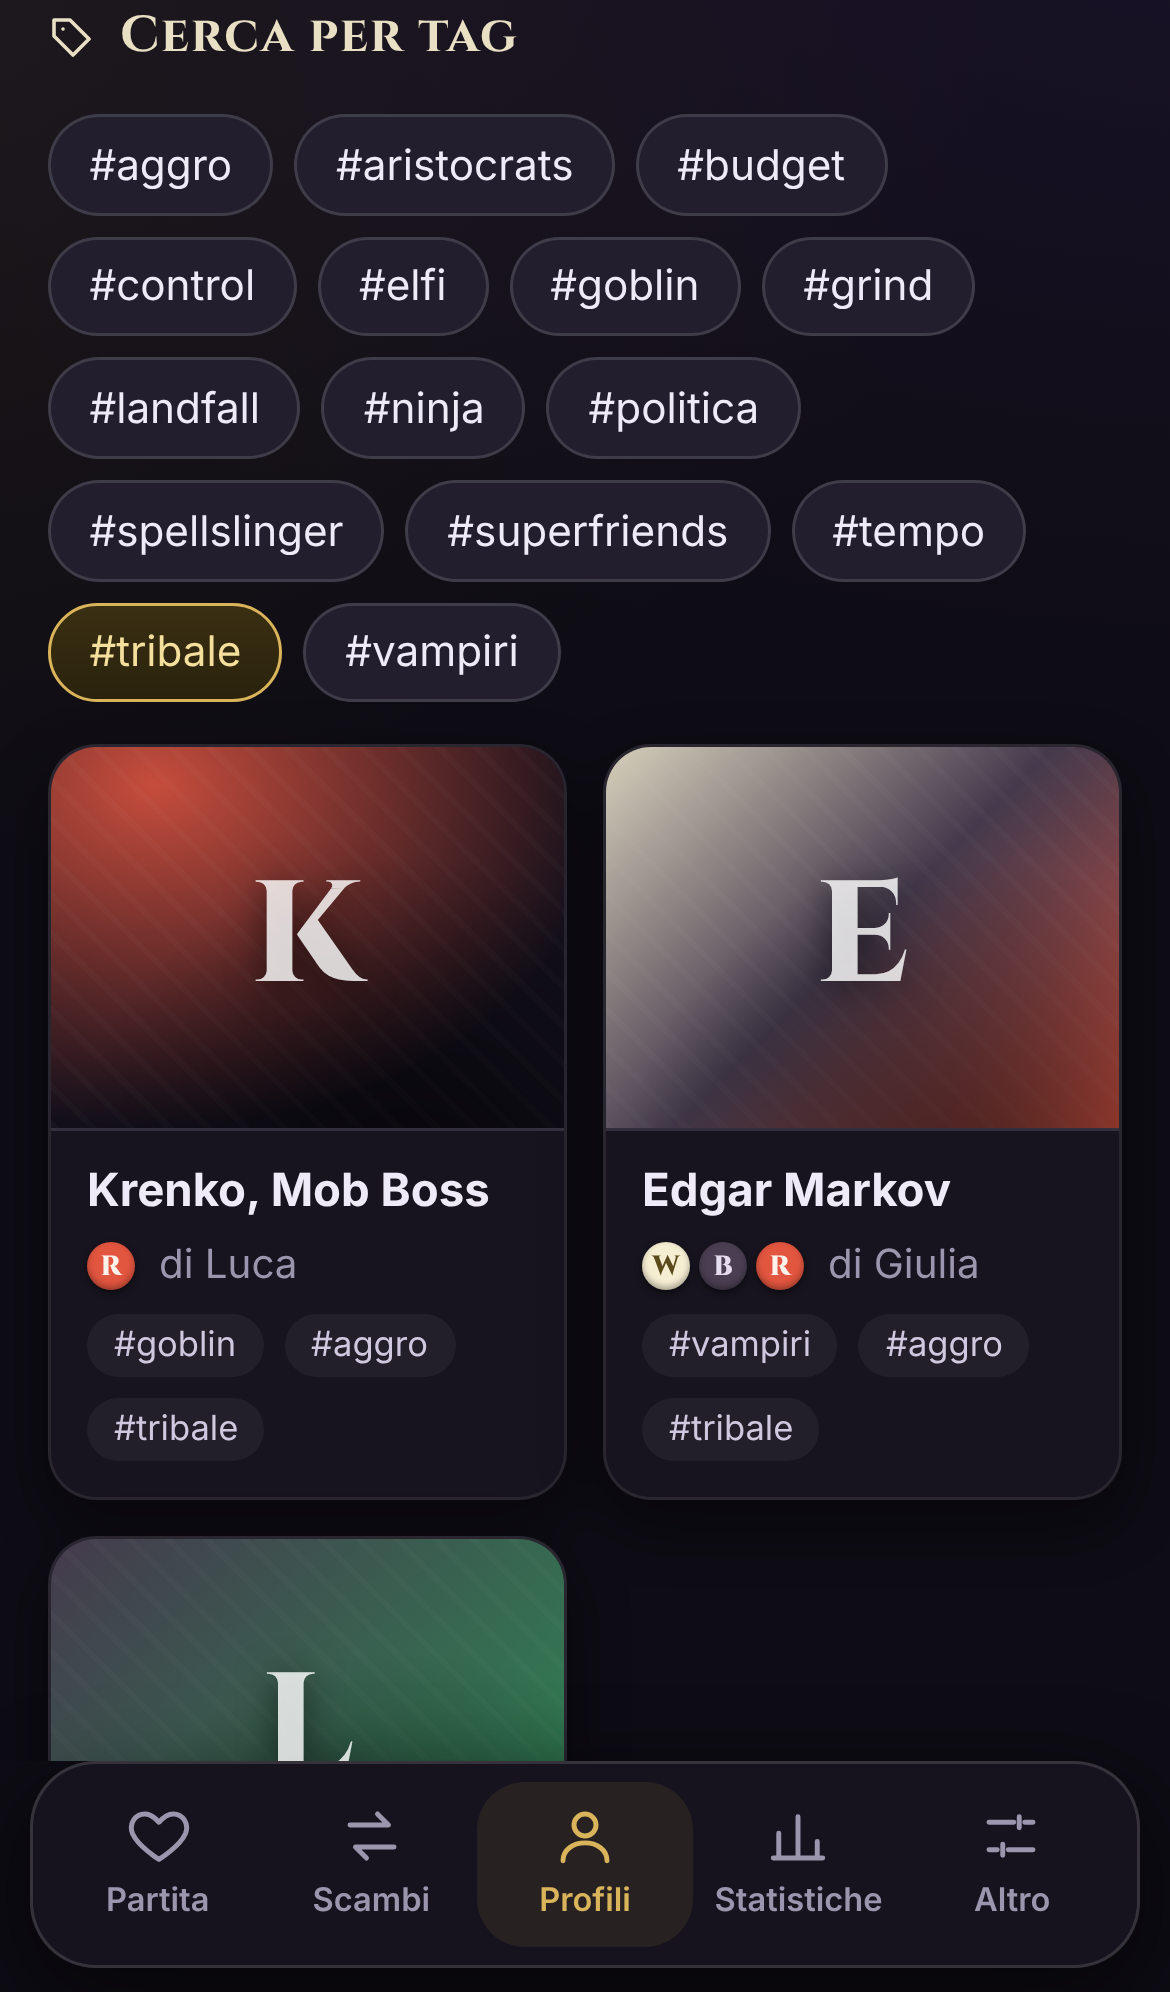 Cerca per tag
#aggro #aristocrats #budget
#control #elfi #goblin #grind
#landfall #ninja #politica
#spellslinger #superfriends #tempo
#tribale #vampiri
K
E
Krenko, Mob Boss
R di Luca
#goblin #aggro
#tribale
Edgar Markov
W B R di Giulia
#vampiri #aggro
#tribale
L
Partita Scambi Profili Statistiche Altro